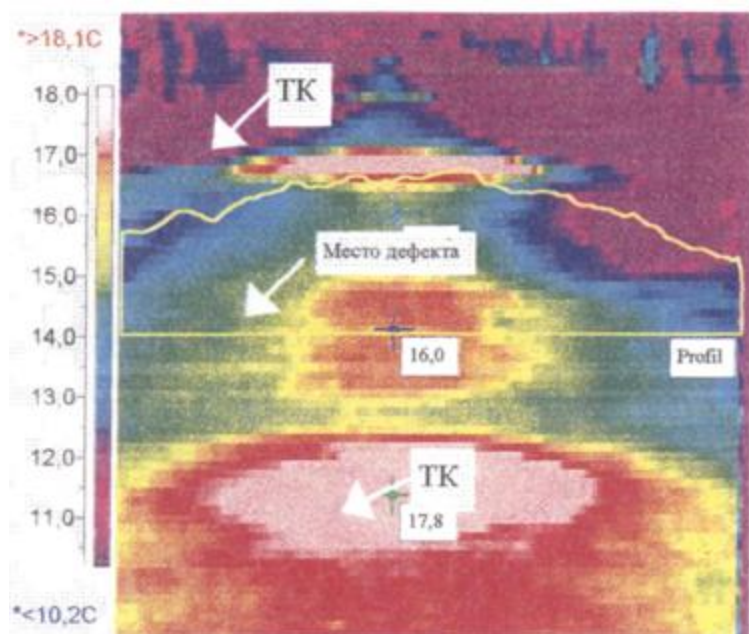 *>18,1C
18,0
17,0
16,0
15,0
14,0
13,0
12,0
11,0
*<10,2C
ТК
Место дефекта
16,0
Profil
ТК
17,8